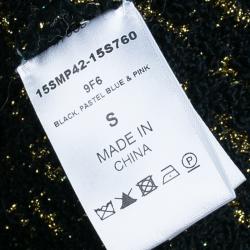 15SMP42-15S760
9F6
BLACK, PASTEL BLUE & PINK
S
MADE IN
CHINA